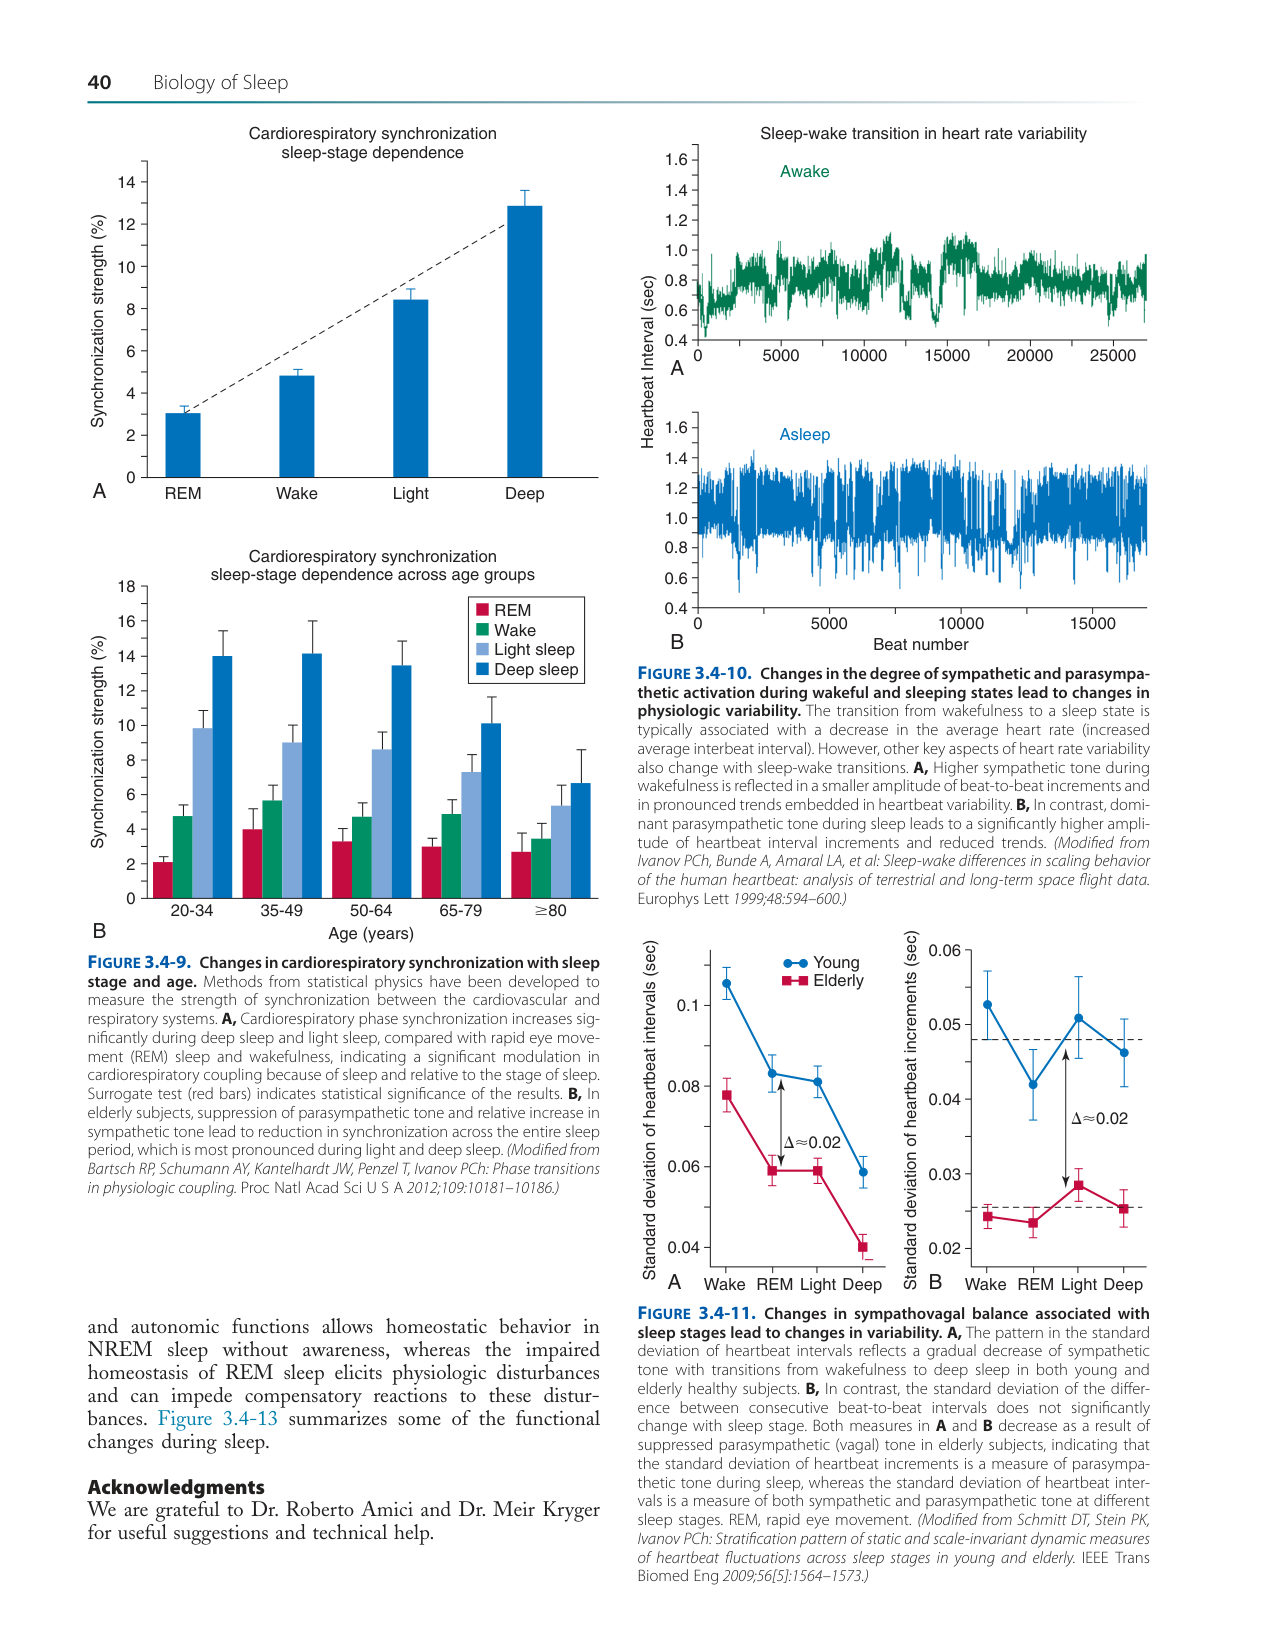 40 Biology of Sleep
Cardiorespiratory synchronization
sleep-stage dependence
Synchronization strength (%)
14
12
10
8
6
4
2
0
A
REM Wake Light Deep
Cardiorespiratory synchronization
sleep-stage dependence across age groups
Synchronization strength (%)
18
16
14
12
10
8
6
4
2
0
REM
Wake
Light sleep
Deep sleep
20-34 35-49 50-64 65-79 ≥80
B
Age (years)
FIGURE 3.4-9. Changes in cardiorespiratory synchronization with sleep
stage and age. Methods from statistical physics have been developed to
measure the strength of synchronization between the cardiovascular and
respiratory systems. A, Cardiorespiratory phase synchronization increases sig-
nificantly during deep sleep and light sleep, compared with rapid eye move-
ment (REM) sleep and wakefulness, indicating a significant modulation in
cardiorespiratory coupling because of sleep and relative to the stage of sleep.
Surrogate test (red bars) indicates statistical significance of the results. B, In
elderly subjects, suppression of parasympathetic tone and relative increase in
sympathetic tone lead to reduction in synchronization across the entire sleep
period, which is most pronounced during light and deep sleep. (Modified from
Bartsch RP, Schumann AY, Kantelhardt JW, Penzel T, Ivanov PCh: Phase transitions
in physiologic coupling. Proc Natl Acad Sci U S A 2012;109:10181–10186.)
and autonomic functions allows homeostatic behavior in
NREM sleep without awareness, whereas the impaired
homeostasis of REM sleep elicits physiologic disturbances
and can impede compensatory reactions to these distur-
bances. Figure 3.4-13 summarizes some of the functional
changes during sleep.
Acknowledgments
We are grateful to Dr. Roberto Amici and Dr. Meir Kryger
for useful suggestions and technical help.
Sleep-wake transition in heart rate variability
Heartbeat Interval (sec)
Awake
1.6
1.4
1.2
1.0
0.8
0.6
0.4
0 5000 10000 15000 20000 25000
A
Asleep
1.6
1.4
1.2
1.0
0.8
0.6
0.4
0 5000 10000 15000
B
Beat number
FIGURE 3.4-10. Changes in the degree of sympathetic and parasympa-
thetic activation during wakeful and sleeping states lead to changes in
physiologic variability. The transition from wakefulness to a sleep state is
typically associated with a decrease in the average heart rate (increased
average interbeat interval). However, other key aspects of heart rate variability
also change with sleep-wake transitions. A, Higher sympathetic tone during
wakefulness is reflected in a smaller amplitude of beat-to-beat increments and
in pronounced trends embedded in heartbeat variability. B, In contrast, domi-
nant parasympathetic tone during sleep leads to a significantly higher ampli-
tude of heartbeat interval increments and reduced trends. (Modified from
Ivanov PCh, Bunde A, Amaral LA, et al: Sleep-wake differences in scaling behavior
of the human heartbeat: analysis of terrestrial and long-term space flight data.
Europhys Lett 1999;48:594–600.)
Standard deviation of heartbeat intervals (sec)
0.1
0.08
0.06
0.04
Young
Elderly
Δ≈0.02
A
Wake REM Light Deep
Standard deviation of heartbeat increments (sec)
0.06
0.05
0.04
0.03
0.02
Δ≈0.02
B
Wake REM Light Deep
FIGURE 3.4-11. Changes in sympathovagal balance associated with
sleep stages lead to changes in variability. A, The pattern in the standard
deviation of heartbeat intervals reflects a gradual decrease of sympathetic
tone with transitions from wakefulness to deep sleep in both young and
elderly healthy subjects. B, In contrast, the standard deviation of the differ-
ence between consecutive beat-to-beat intervals does not significantly
change with sleep stage. Both measures in A and B decrease as a result of
suppressed parasympathetic (vagal) tone in elderly subjects, indicating that
the standard deviation of heartbeat increments is a measure of parasympa-
thetic tone during sleep, whereas the standard deviation of heartbeat inter-
vals is a measure of both sympathetic and parasympathetic tone at different
sleep stages. REM, rapid eye movement. (Modified from Schmitt DT, Stein PK,
Ivanov PCh: Stratification pattern of static and scale-invariant dynamic measures
of heartbeat fluctuations across sleep stages in young and elderly. IEEE Trans
Biomed Eng 2009;56[5]:1564–1573.)